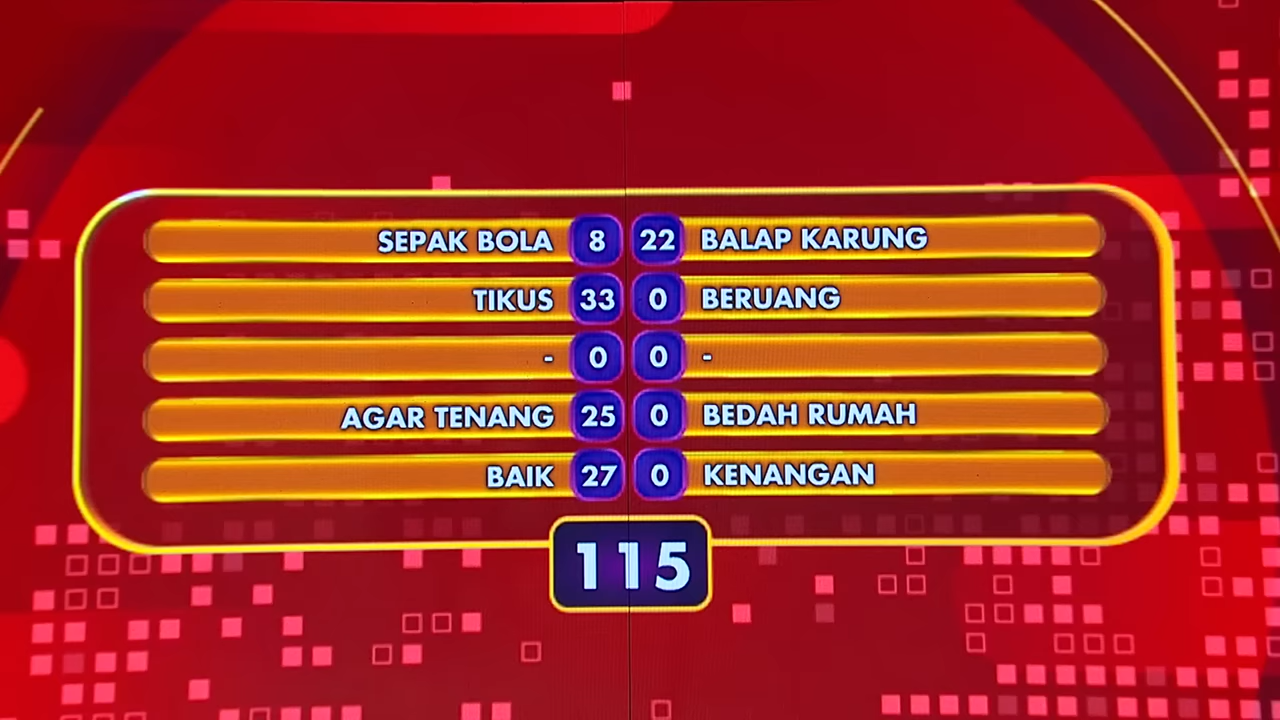 SEPAK BOLA 8 22 BALAP KARUNG
TIKUS 33 0 BERUANG
- 0 0 -
AGAR TENANG 25 0 BEDAH RUMAH
BAIK 27 0 KENANGAN
115